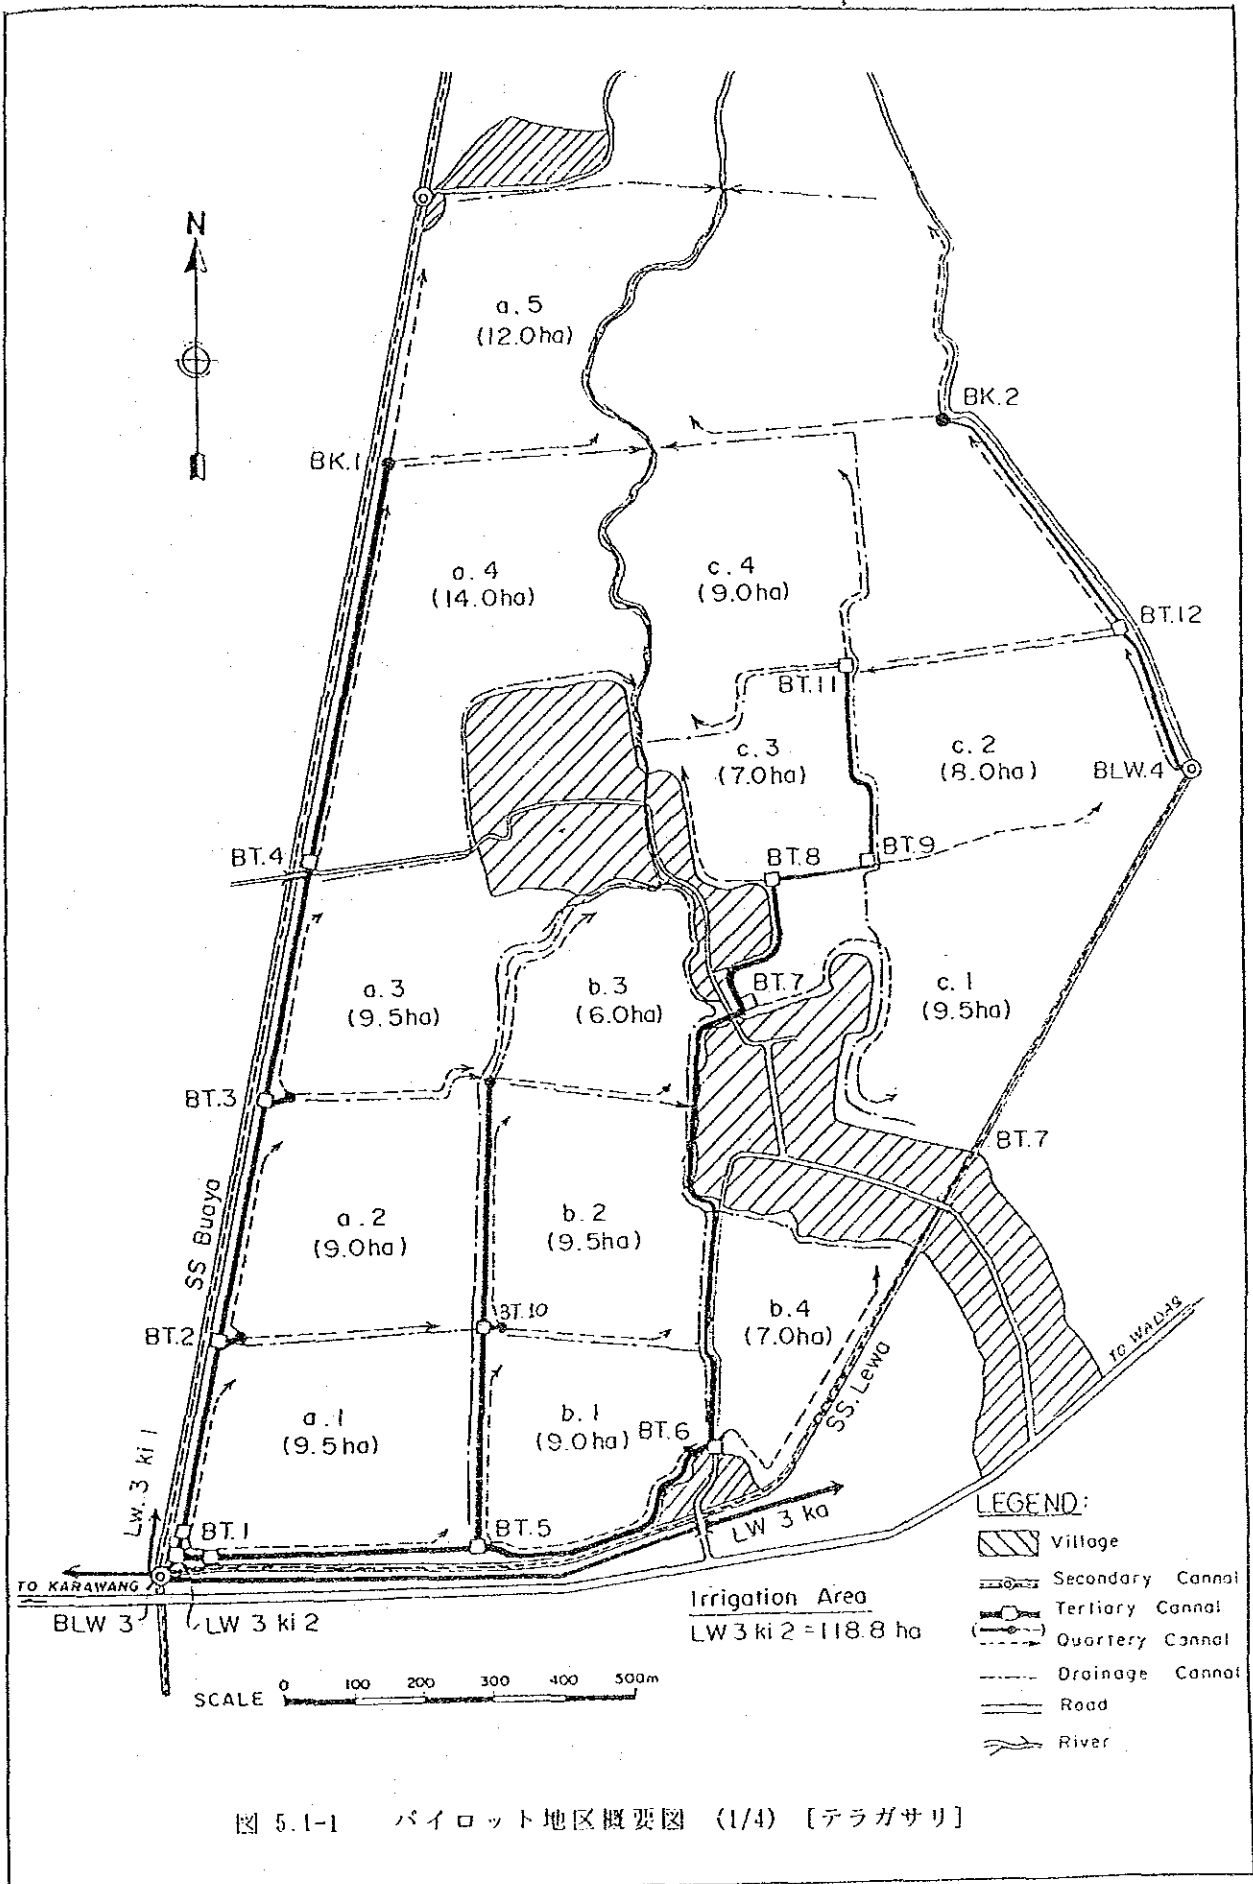 N
a.5
(12.0ha)
BK.2
BK.1
a.4
(14.0ha)
c.4
(9.0ha)
BT.12
BT.11
c.3
(7.0ha)
c.2
(8.0ha)
BLW.4
BT.4
BT.8
BT.9
a.3
(9.5ha)
b.3
(6.0ha)
BT.7
c.1
(9.5ha)
BT.3
BT.7
SS Buaya
a.2
(9.0ha)
b.2
(9.5ha)
BT.2
BT.10
b.4
(7.0ha)
TO WADAS
SS. Lewa
a.1
(9.5ha)
b.1
(9.0ha)
BT.6
Lw. 3 ki 1
BT.1
BT.5
LW 3 ka
TO KARAWANG
BLW 3
LW 3 ki 2
Irrigation Area
LW 3 ki 2 = 118.8 ha
LEGEND:
Village
Secondary Cannal
Tertiary Cannal
Quartery Cannal
Drainage Cannal
Road
River
SCALE 0 100 200 300 400 500m
図 5.1-1 パイロット地区概要図 (1/4) [テラガサリ]